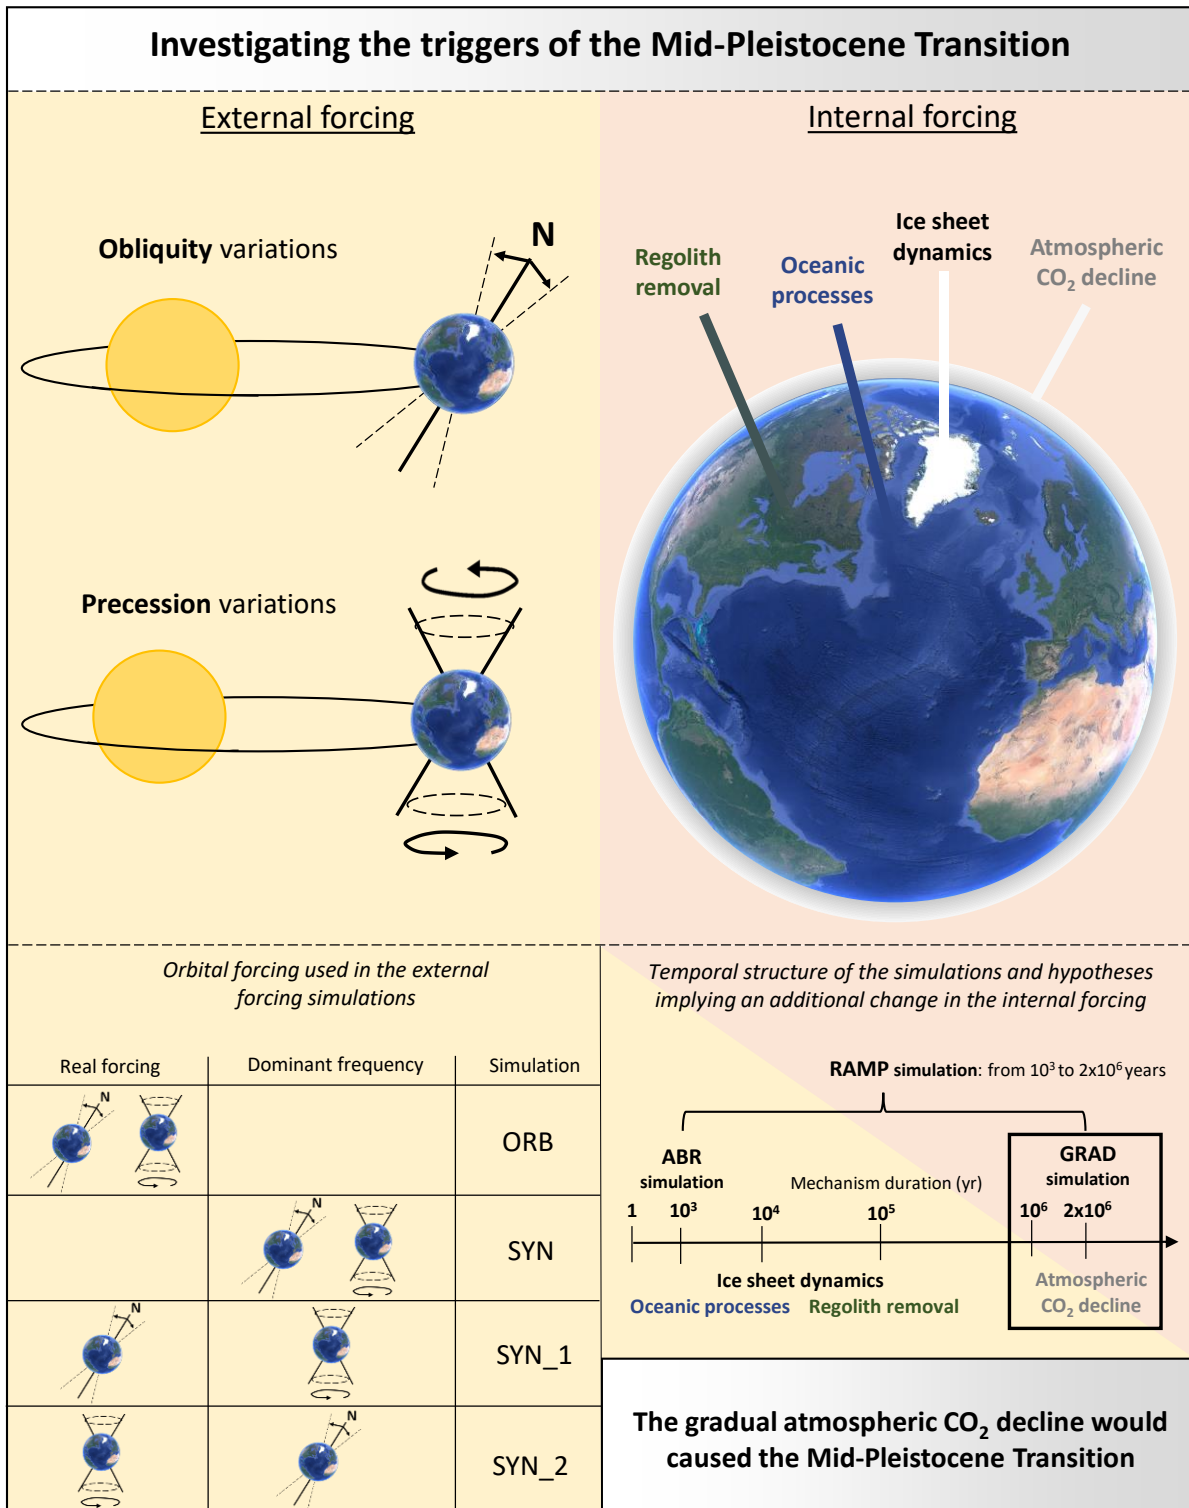 Investigating the triggers of the Mid-Pleistocene Transition
External forcing
Obliquity variations
N
Precession variations
Internal forcing
Regolith
removal
Oceanic
processes
Ice sheet
dynamics
Atmospheric
CO₂ decline
Orbital forcing used in the external
forcing simulations
Real forcing
Dominant frequency
Simulation
N
ORB
N
SYN
N
SYN_1
N
SYN_2
Temporal structure of the simulations and hypotheses
implying an additional change in the internal forcing
RAMP simulation: from 10³ to 2x10⁶ years
ABR
simulation
Mechanism duration (yr)
GRAD
simulation
1 10³ 10⁴ 10⁵ 10⁶ 2x10⁶
Ice sheet dynamics
Oceanic processes Regolith removal
Atmospheric
CO₂ decline
The gradual atmospheric CO₂ decline would
caused the Mid-Pleistocene Transition